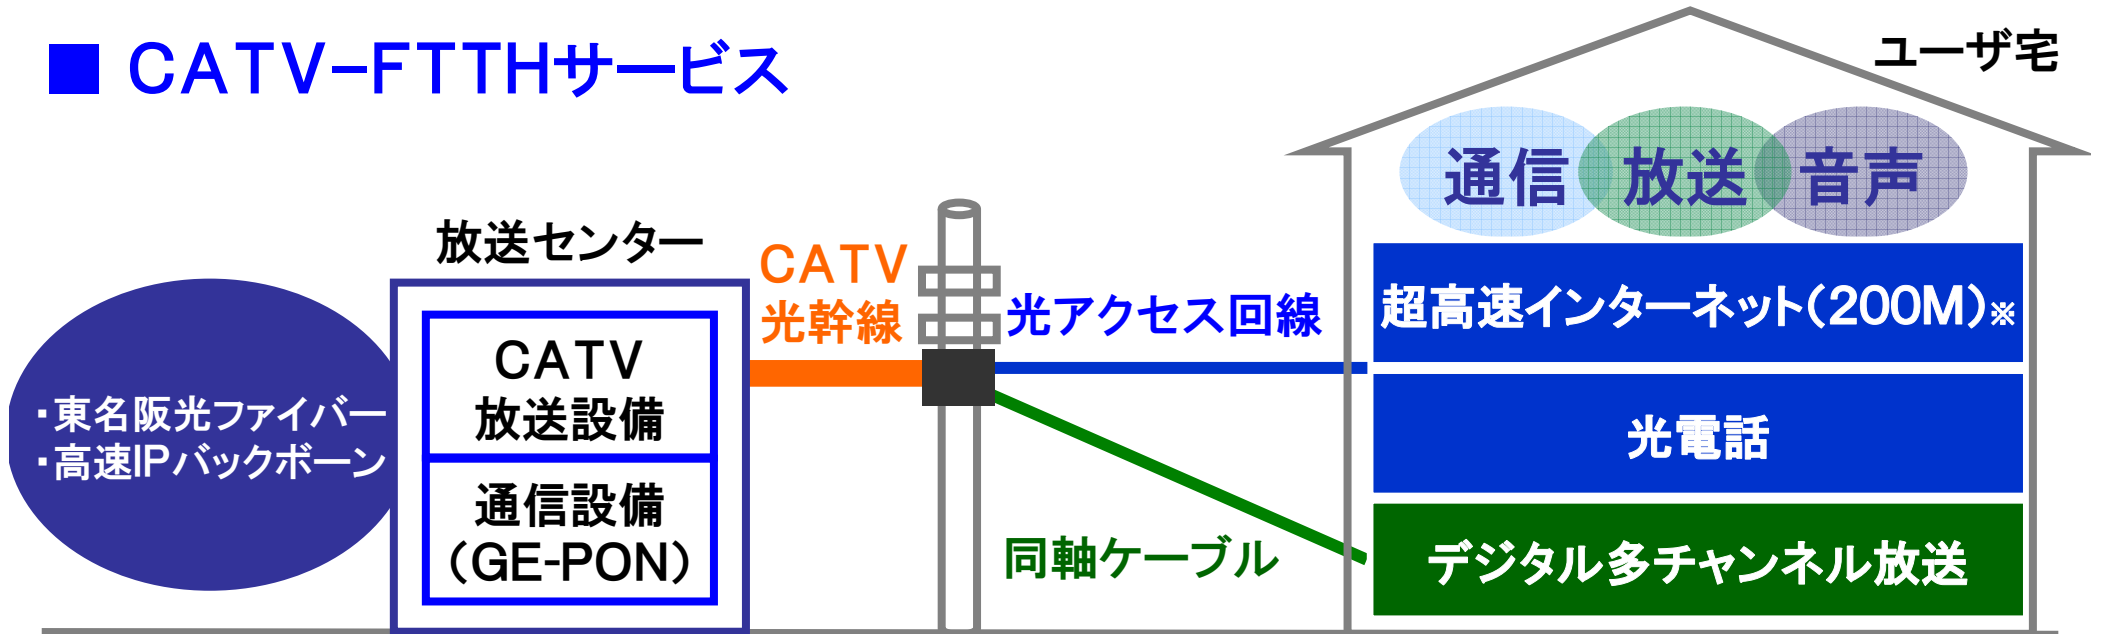 ■ CATV-FTTHサービス
ユーザ宅
通信 放送 音声
放送センター
CATV
光幹線
光アクセス回線
超高速インターネット(200M)※
CATV
放送設備
・東名阪光ファイバー
・高速IPバックボーン
光電話
通信設備
(GE-PON)
同軸ケーブル
デジタル多チャンネル放送